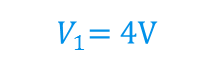 V₁ = 4V